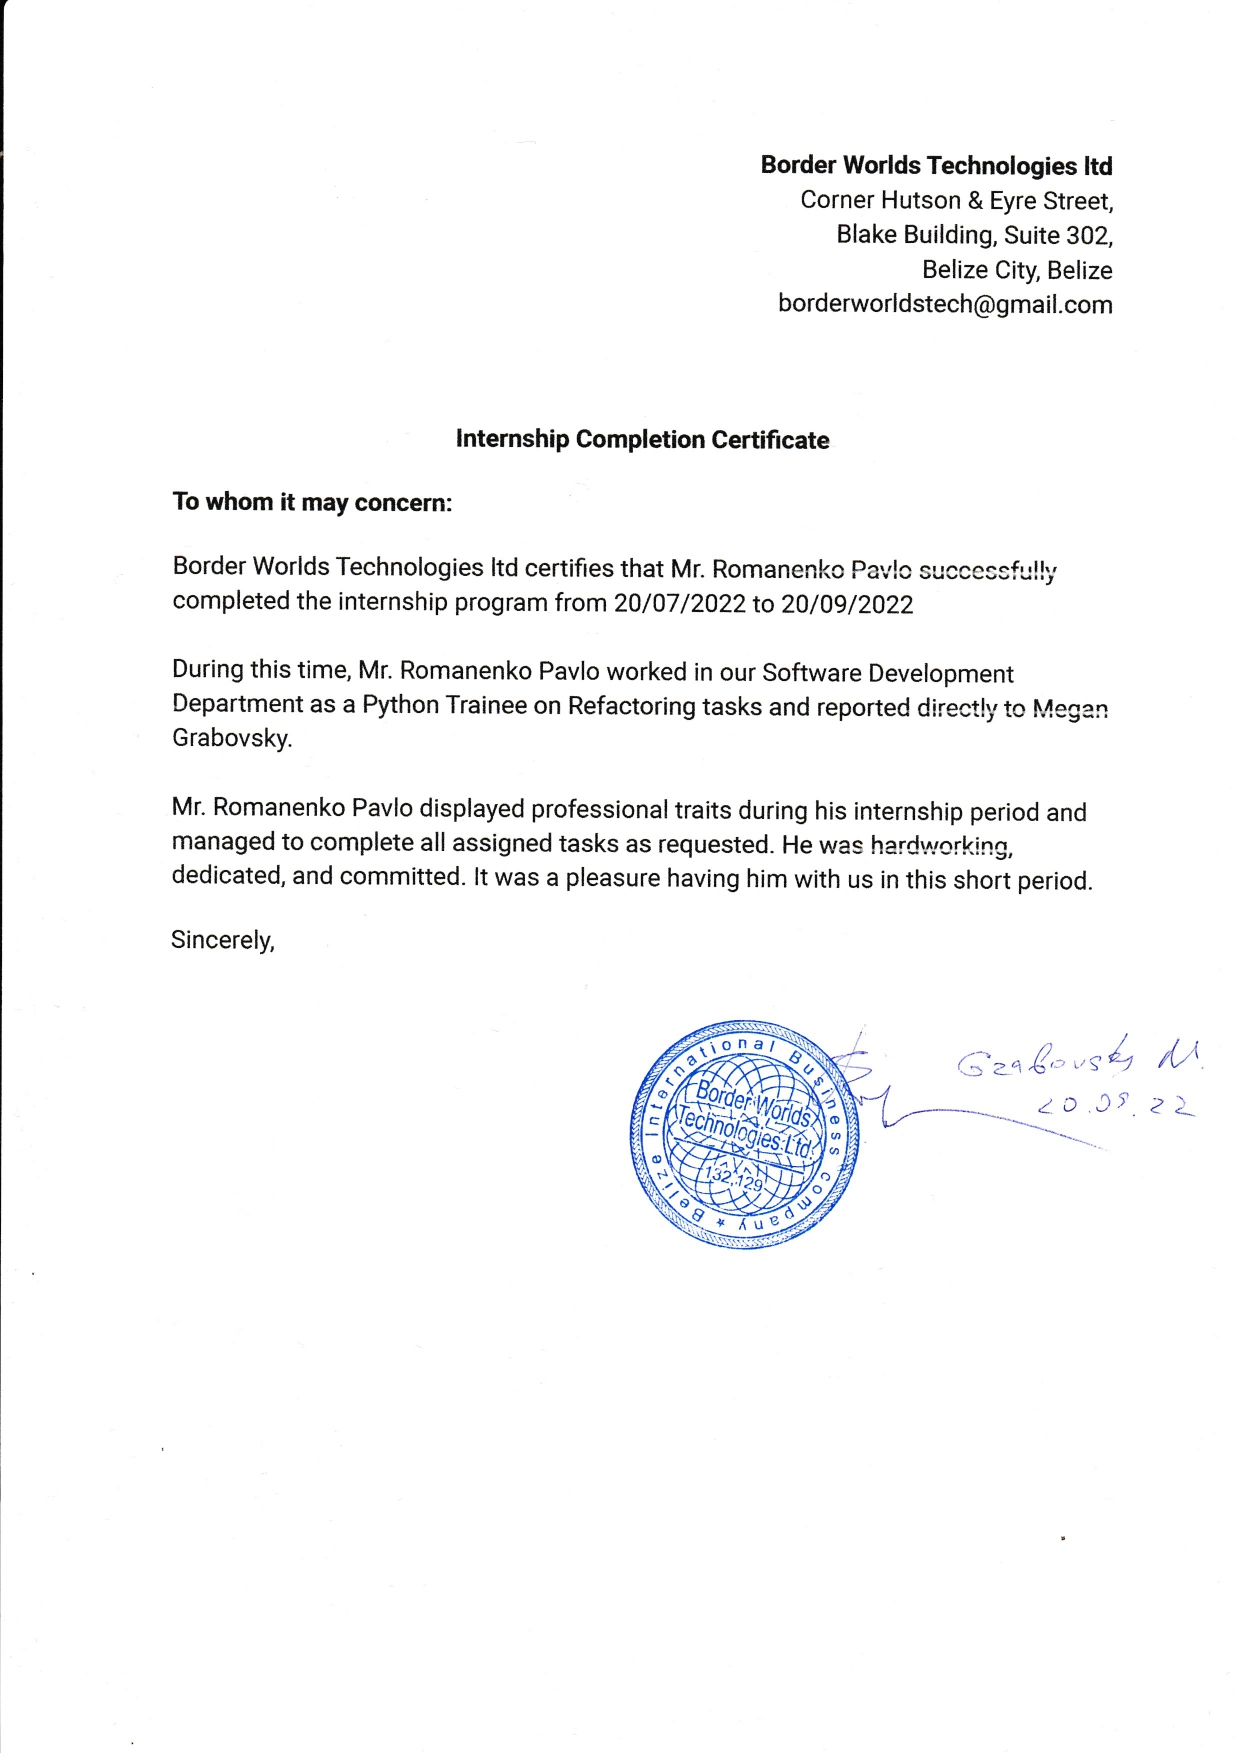 Border Worlds Technologies ltd
Corner Hutson & Eyre Street,
Blake Building, Suite 302,
Belize City, Belize
borderworldstech@gmail.com
Internship Completion Certificate
To whom it may concern:
Border Worlds Technologies ltd certifies that Mr. Romanenko Pavlo successfully
completed the internship program from 20/07/2022 to 20/09/2022
During this time, Mr. Romanenko Pavlo worked in our Software Development
Department as a Python Trainee on Refactoring tasks and reported directly to Megan
Grabovsky.
Mr. Romanenko Pavlo displayed professional traits during his internship period and
managed to complete all assigned tasks as requested. He was hardworking,
dedicated, and committed. It was a pleasure having him with us in this short period.
Sincerely,
Belize International Business company *
Border Worlds
Technologies Ltd.
132,129
Grabovsky M.
20.09.22